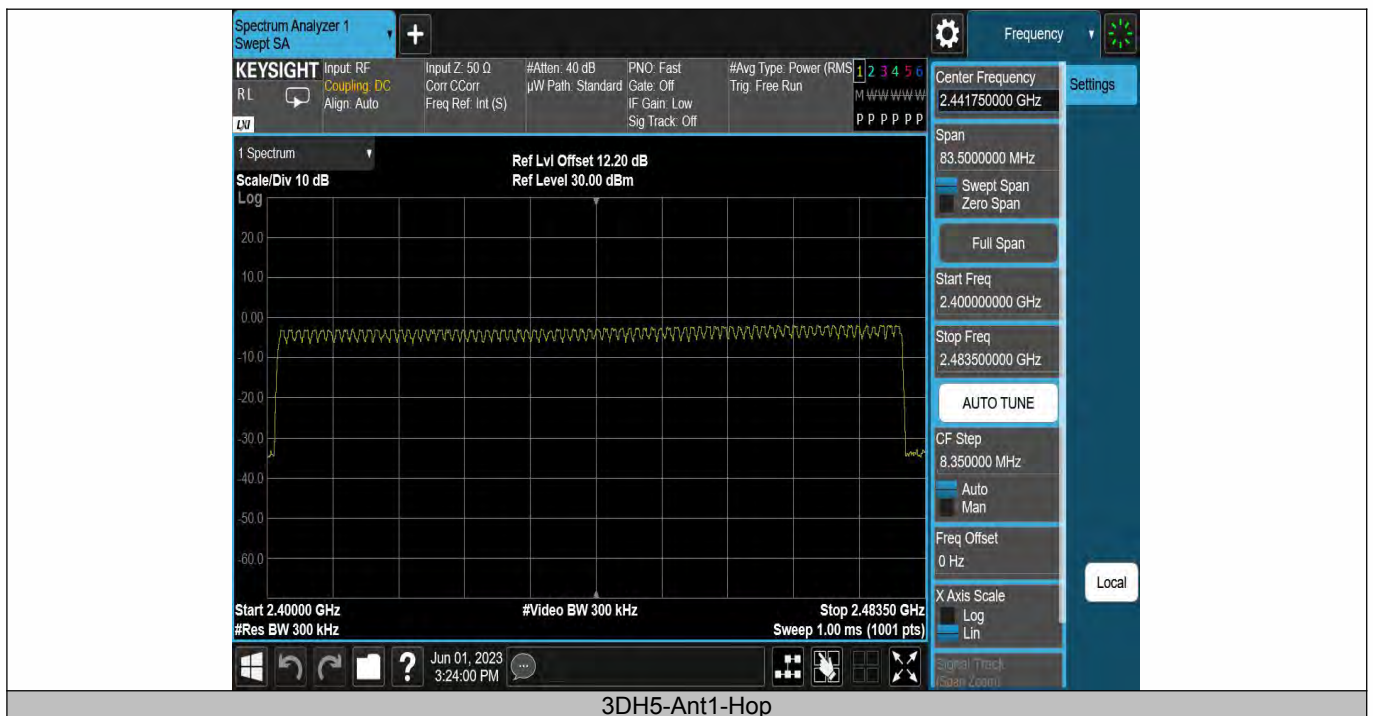 Spectrum Analyzer 1
Swept SA
+
Frequency
KEYSIGHT
RL
LXI
Input: RF
Coupling: DC
Align: Auto
Input Z: 50 Ω
Corr CCorr
Freq Ref: Int (S)
#Atten: 40 dB
µW Path: Standard
PNO: Fast
Gate: Off
IF Gain: Low
Sig Track: Off
#Avg Type: Power (RMS
Trig: Free Run
1 2 3 4 5 6
M W W W W W
P P P P P P
1 Spectrum
Scale/Div 10 dB
Log
Ref Lvl Offset 12.20 dB
Ref Level 30.00 dBm
20.0
10.0
0.00
-10.0
-20.0
-30.0
-40.0
-50.0
-60.0
Start 2.40000 GHz
#Res BW 300 kHz
#Video BW 300 kHz
Stop 2.48350 GHz
Sweep 1.00 ms (1001 pts)
Center Frequency
2.441750000 GHz
Settings
Span
83.5000000 MHz
Swept Span
Zero Span
Full Span
Start Freq
2.400000000 GHz
Stop Freq
2.483500000 GHz
AUTO TUNE
CF Step
8.350000 MHz
Auto
Man
Freq Offset
0 Hz
X Axis Scale
Log
Lin
Signal Track
(Span Zoom)
Local
?
Jun 01, 2023
3:24:00 PM
3DH5-Ant1-Hop